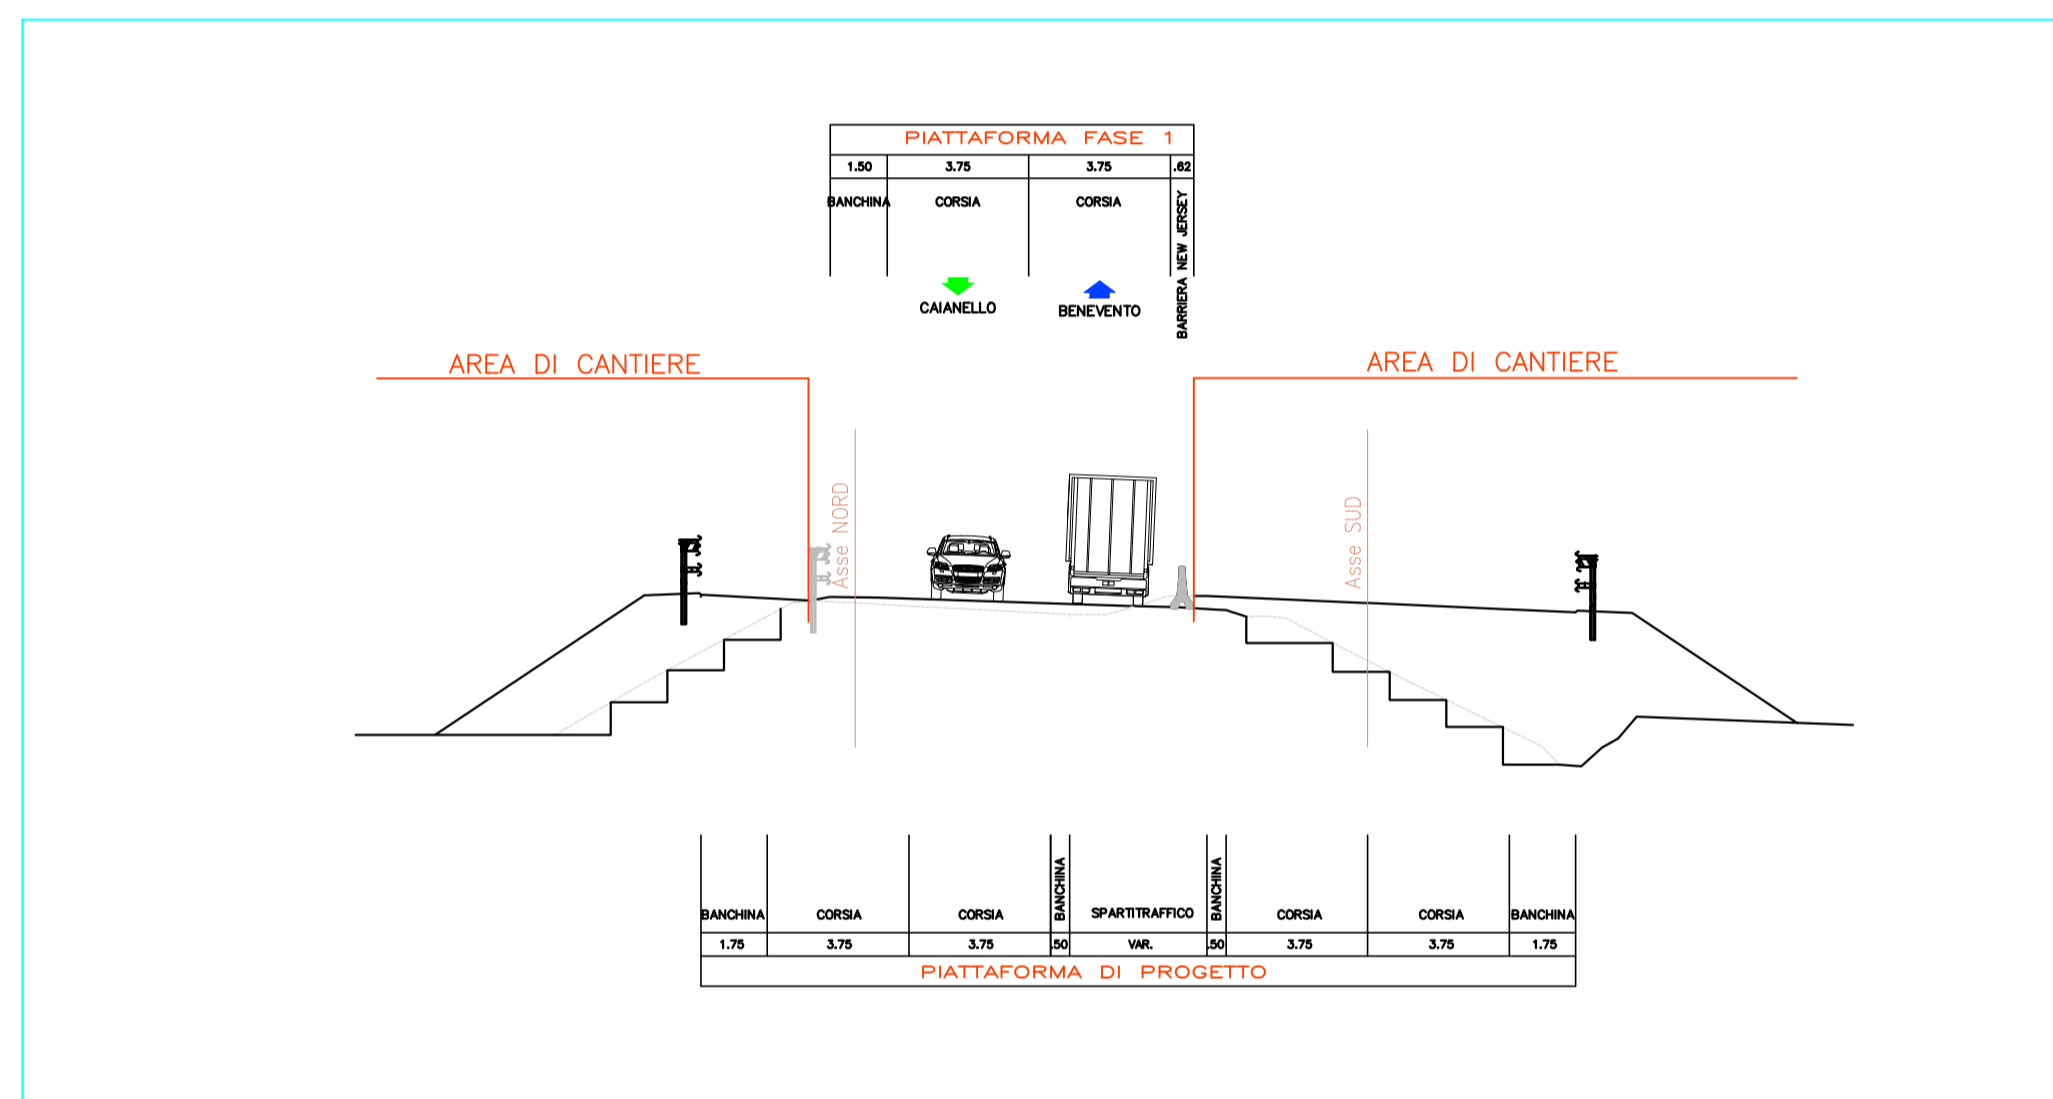 PIATTAFORMA FASE 1
1.50 3.75 3.75 .62
BANCHINA CORSIA CORSIA BARRIERA NEW JERSEY
CAIANELLO BENEVENTO
AREA DI CANTIERE AREA DI CANTIERE
Asse NORD Asse SUD
BANCHINA CORSIA CORSIA BANCHINA SPARTITRAFFICO BANCHINA CORSIA CORSIA BANCHINA
1.75 3.75 3.75 .50 VAR. .50 3.75 3.75 1.75
PIATTAFORMA DI PROGETTO